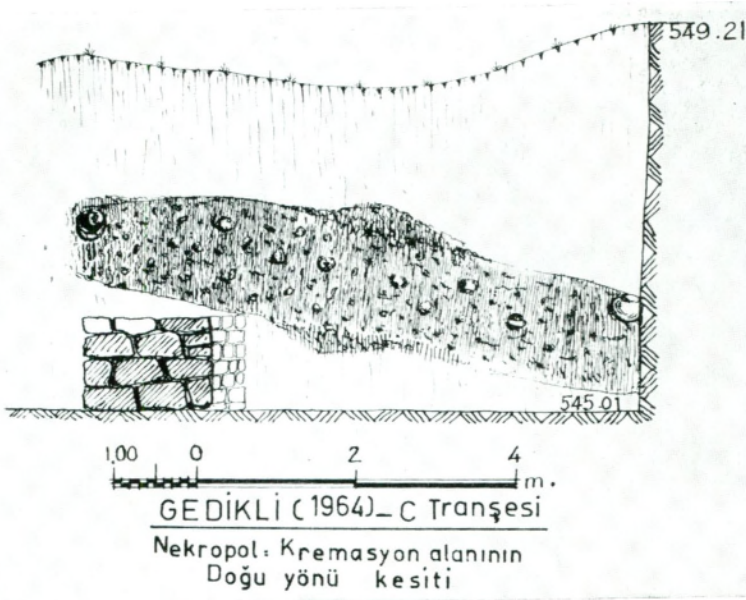 549.21
545.01
1.00 0 2 4 m.
GEDİKLİ (1964)_ C Tranşesi
Nekropol: Kremasyon alanının
Doğu yönü kesiti